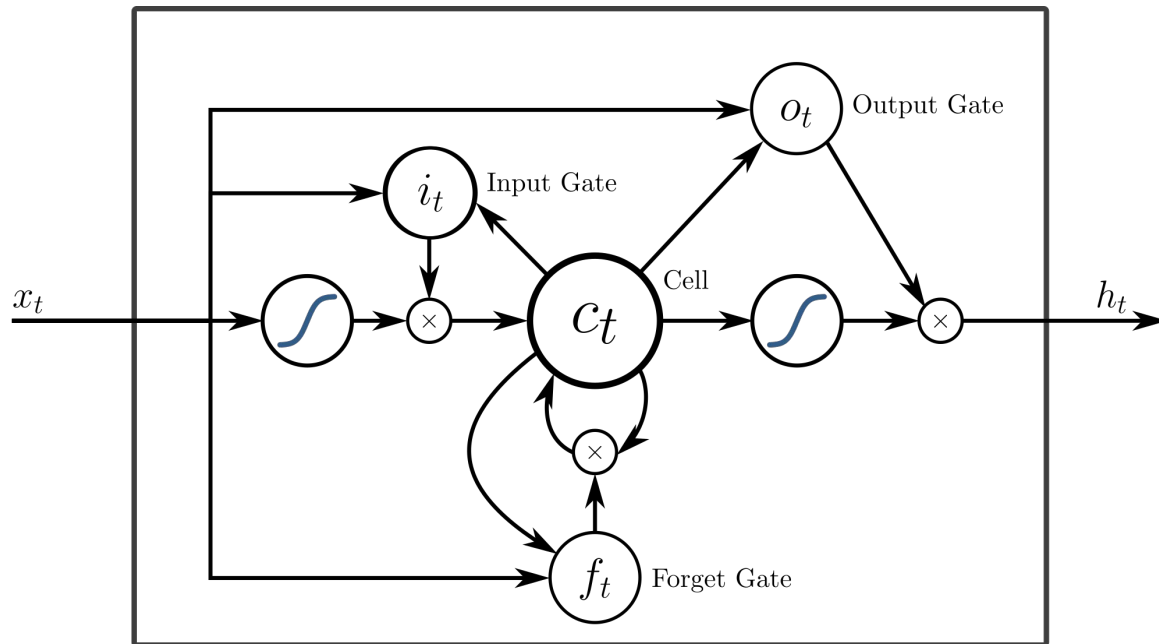 o_t Output Gate
i_t Input Gate
Cell
x_t
×
c_t
×
h_t
×
f_t Forget Gate